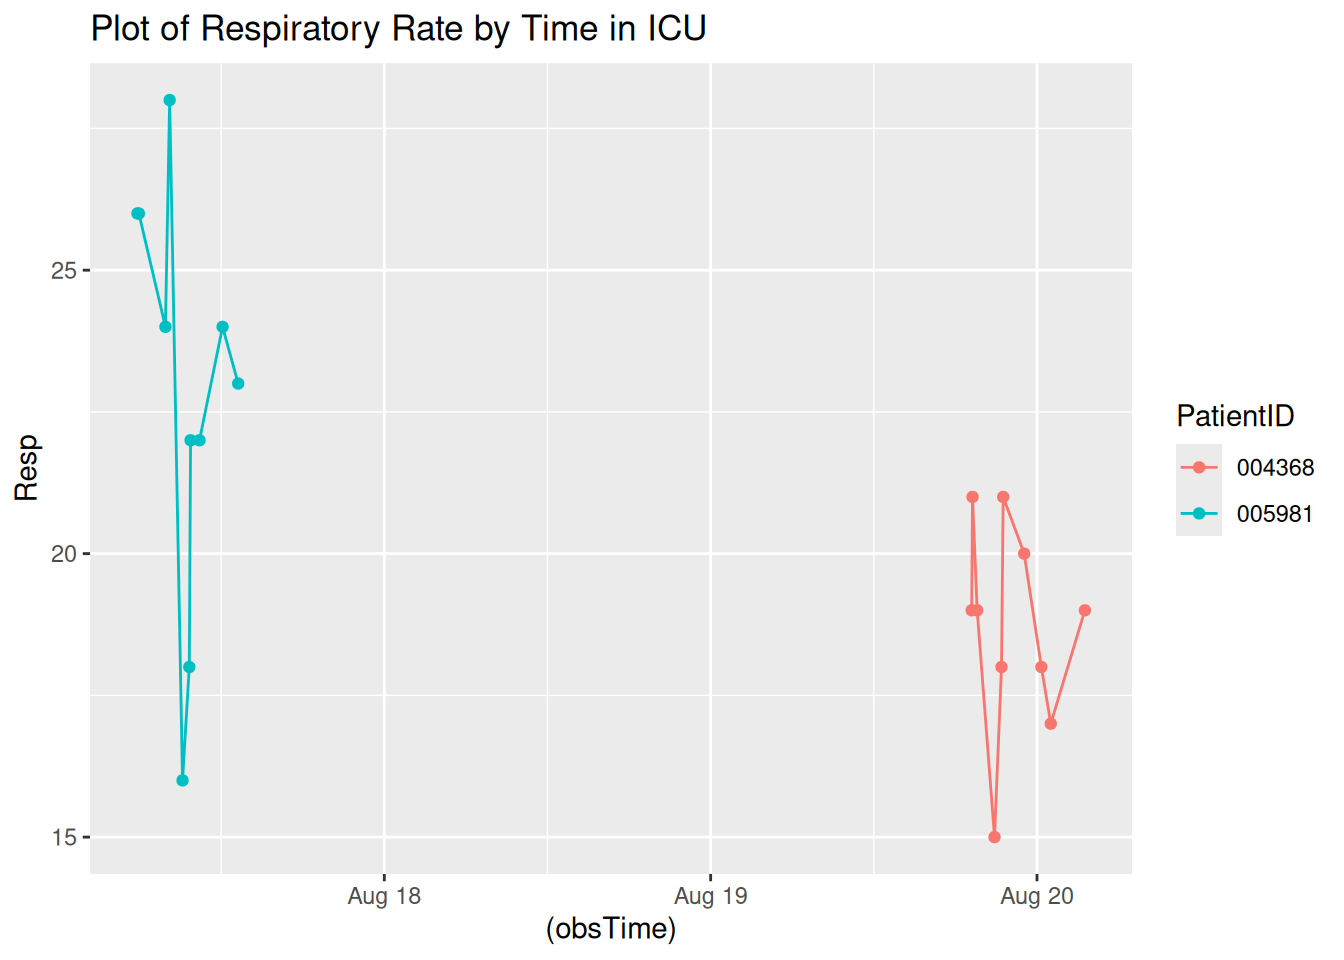 Plot of Respiratory Rate by Time in ICU
25
20
15
Resp
Aug 18
Aug 19
Aug 20
(obsTime)
PatientID
004368
005981